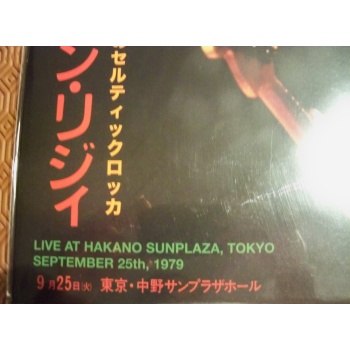 のセルティックロッカ
ン・リジィ
LIVE AT HAKANO SUNPLAZA, TOKYO
SEPTEMBER 25th, 1979
9月25日(火) 東京・中野サンプラザホール